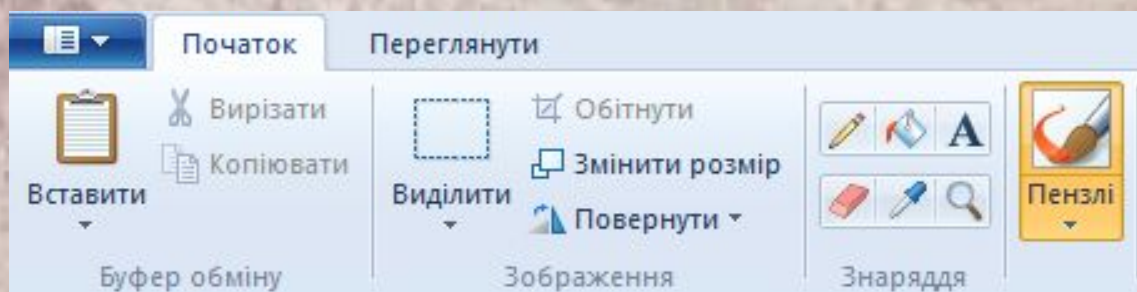 Початок Переглянути
Вставити
Вирізати
Копіювати
Буфер обміну
Виділити
Обітнути
Змінити розмір
Повернути
Зображення
A
Знаряддя
Пензлі